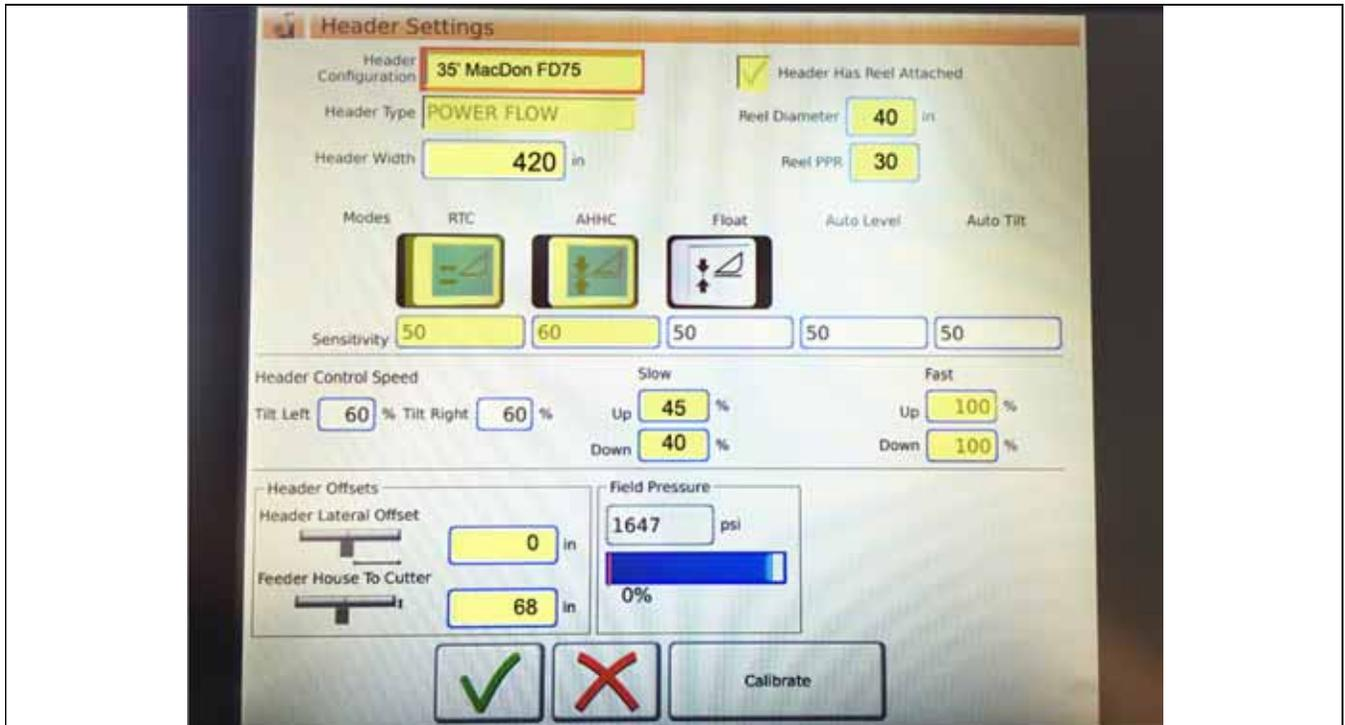 Header Settings
Header Configuration 35' MacDon FD75
Header Has Reel Attached
Header Type POWER FLOW
Reel Diameter 40 in
Header Width 420 in
Reel PPR 30
Modes RTC AHHC Float Auto Level Auto Tilt
Sensitivity 50 60 50 50 50
Header Control Speed Slow Fast
Tilt Left 60 % Tilt Right 60 % Up 45 % Up 100 %
Down 40 % Down 100 %
Header Offsets Field Pressure
Header Lateral Offset
1647 psi
0 in
Feeder House To Cutter
0%
68 in
Calibrate